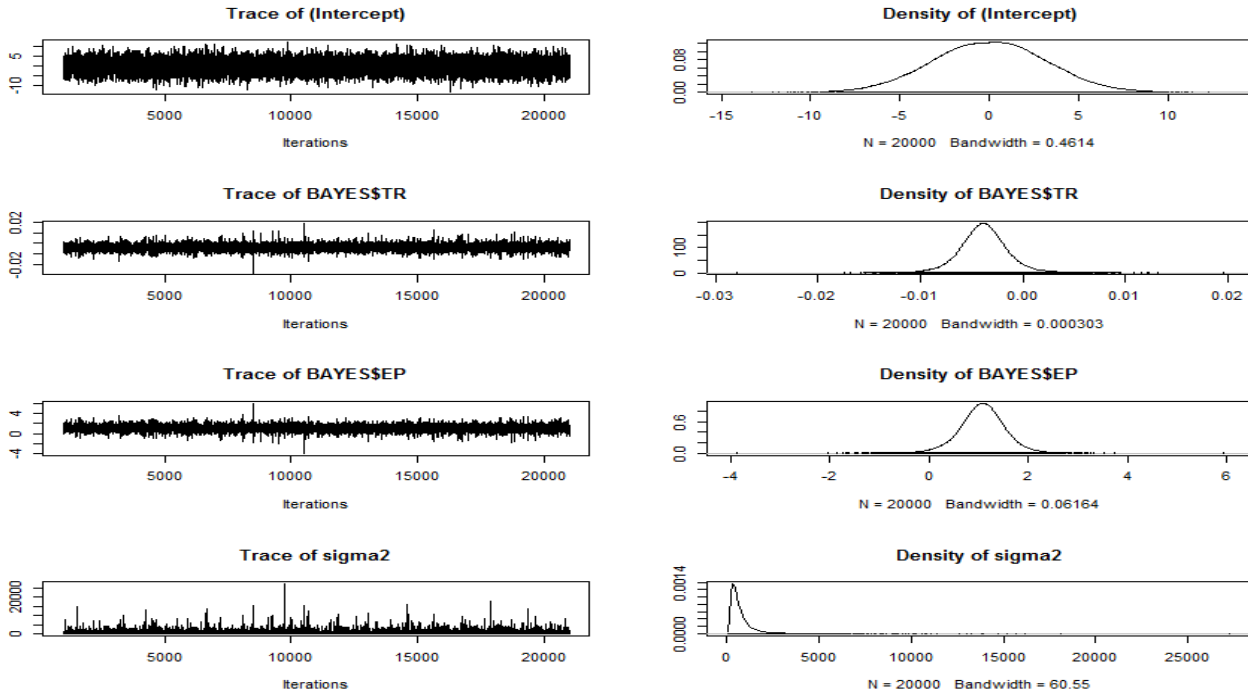 Trace of (Intercept)
5
-10
5000 10000 15000 20000
Iterations
Density of (Intercept)
0.08
0.00
-15 -10 -5 0 5 10
N = 20000 Bandwidth = 0.4614
Trace of BAYES$TR
0.02
-0.02
5000 10000 15000 20000
Iterations
Density of BAYES$TR
100
0
-0.03 -0.02 -0.01 0.00 0.01 0.02
N = 20000 Bandwidth = 0.000303
Trace of BAYES$EP
4
0
-4
5000 10000 15000 20000
Iterations
Density of BAYES$EP
0.6
0.0
-4 -2 0 2 4 6
N = 20000 Bandwidth = 0.06164
Trace of sigma2
20000
0
5000 10000 15000 20000
Iterations
Density of sigma2
0.0014
0.0000
0 5000 10000 15000 20000 25000
N = 20000 Bandwidth = 60.55